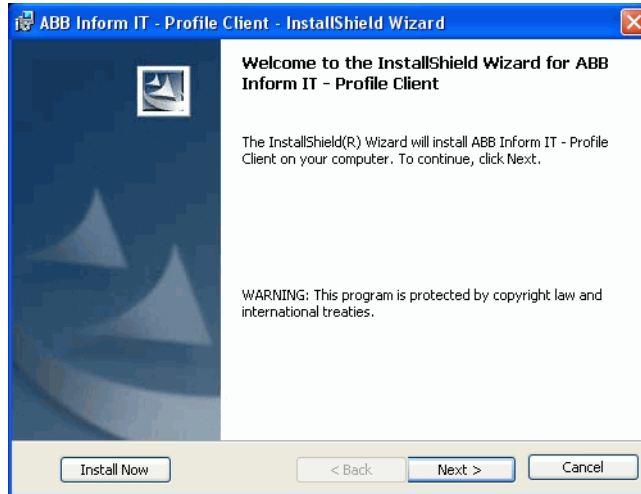 ABB Inform IT - Profile Client - InstallShield Wizard
Welcome to the InstallShield Wizard for ABB
Inform IT - Profile Client
The InstallShield(R) Wizard will install ABB Inform IT - Profile
Client on your computer. To continue, click Next.
WARNING: This program is protected by copyright law and
international treaties.
Install Now
< Back
Next >
Cancel